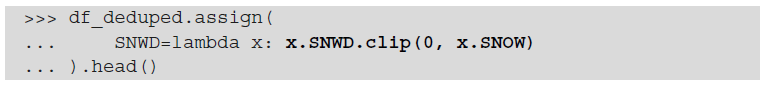 >>> df_deduped.assign(
...     SNWD=lambda x: x.SNWD.clip(0, x.SNOW)
... ).head()